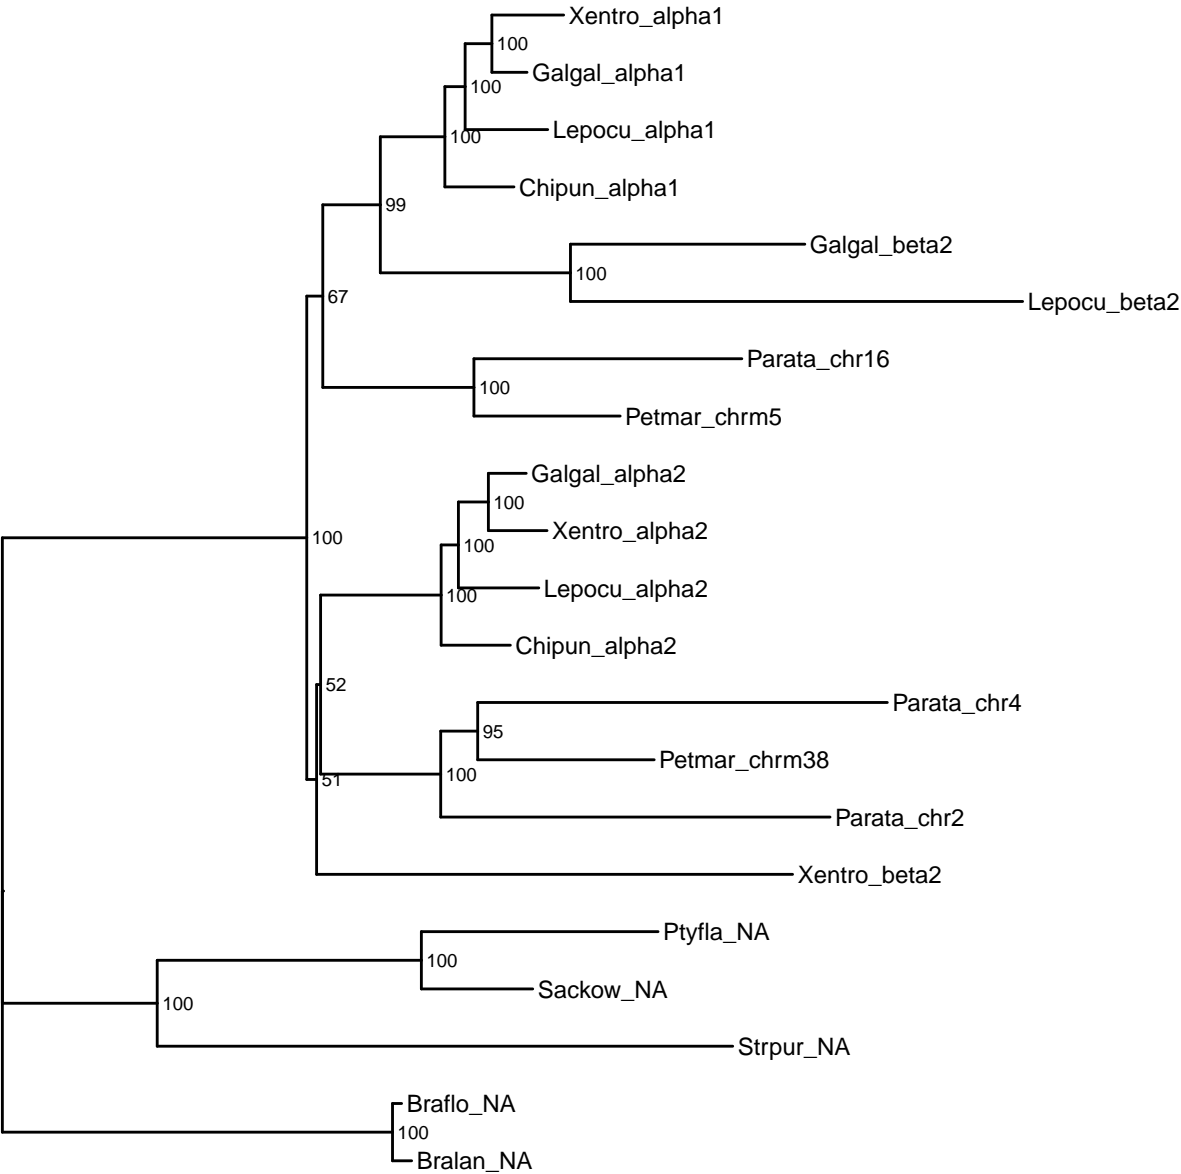 Xentro_alpha1
100
Galgal_alpha1
100
Lepocu_alpha1
100
Chipun_alpha1
99
Galgal_beta2
100
Lepocu_beta2
67
Parata_chr16
100
Petmar_chrm5
Galgal_alpha2
100
Xentro_alpha2
100
100
Lepocu_alpha2
100
Chipun_alpha2
52
Parata_chr4
95
Petmar_chrm38
100
51
Parata_chr2
Xentro_beta2
Ptyfla_NA
100
Sackow_NA
100
Strpur_NA
Braflo_NA
100
Bralan_NA